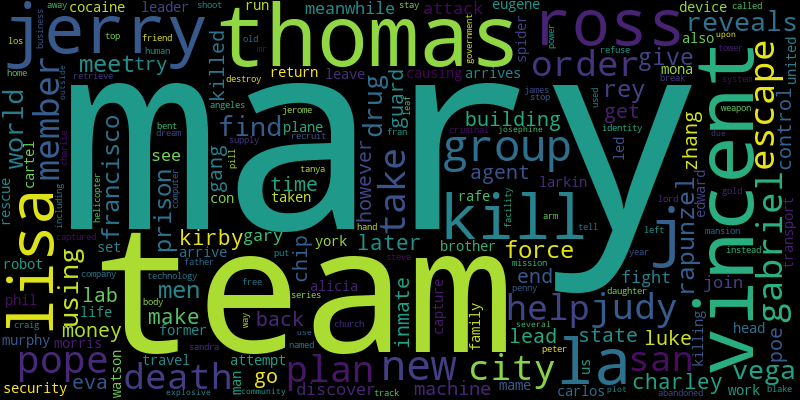 away cocaine leader run meanwhile attack eugene shoot stay called device reveals
los business top friend
jerry thomas ross
old mr government spider also
home human meet try killed return leave causing arrives refuse order give mona upon tower united
retrieve outside destroy power
world member
mary
guard drug plane angeles jerome supply find
building james stop used identity rey get
system break weapon due
vincent escape control
rescue cartel charlie bent dream
francisco see gang pill fran recruit leaf
group led zhang criminal josephine
lisa prison time tanya however take agent rafe larkin
including helicopter computer con taken
facility arm tell kill edward lord left gold
rapunzel gabriel transport
captured set arrive men kirby gary york hand later brother force
put steve inmate capture mission end fight year mansion instead
robot technology father
using team chip
company body free series alicia family penny daughter help judy join
phil lab life craig
money make former back way use church
several state luke killing head poe
murphy morris travel attempt named lead peter us
pope plan new city la san charley vega
security eva watson death sandra man go discover machine mame carlos work blake
community explosive track plot abandoned
j